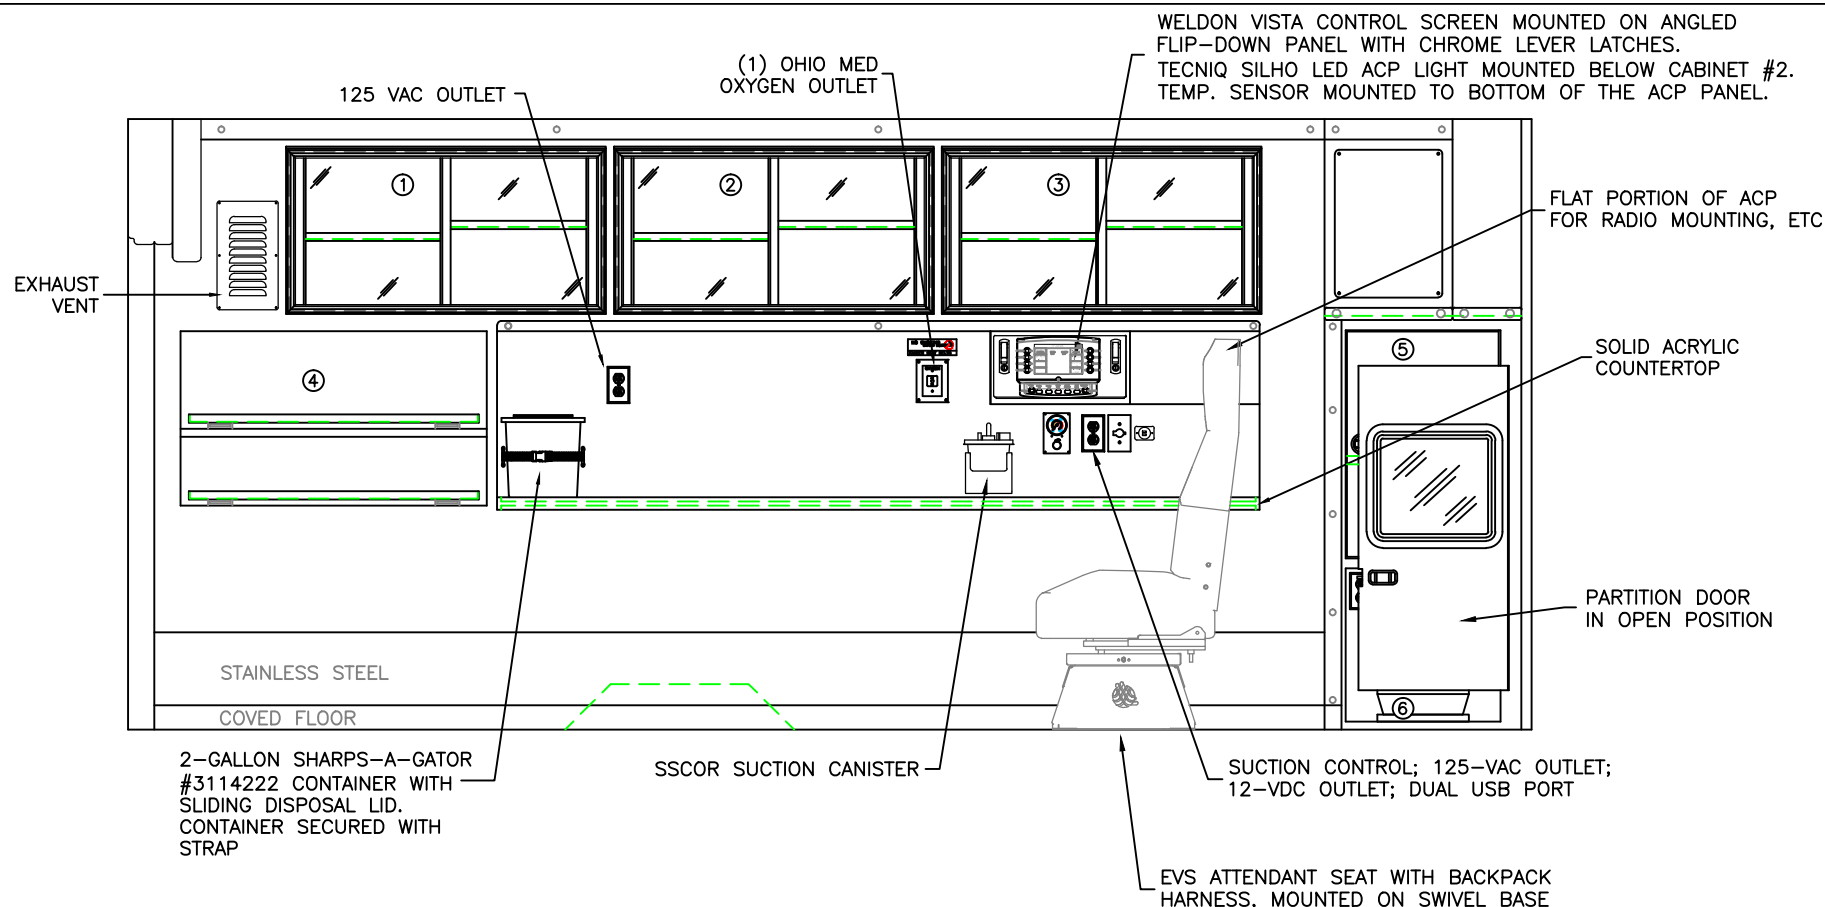 WELDON VISTA CONTROL SCREEN MOUNTED ON ANGLED
FLIP-DOWN PANEL WITH CHROME LEVER LATCHES.
TECNIQ SILHO LED ACP LIGHT MOUNTED BELOW CABINET #2.
TEMP. SENSOR MOUNTED TO BOTTOM OF THE ACP PANEL.
(1) OHIO MED
OXYGEN OUTLET
125 VAC OUTLET
1
2
3
FLAT PORTION OF ACP
FOR RADIO MOUNTING, ETC
EXHAUST
VENT
4
5
SOLID ACRYLIC
COUNTERTOP
PARTITION DOOR
IN OPEN POSITION
STAINLESS STEEL
COVED FLOOR
6
2-GALLON SHARPS-A-GATOR
#3114222 CONTAINER WITH
SLIDING DISPOSAL LID.
CONTAINER SECURED WITH
STRAP
SSCOR SUCTION CANISTER
SUCTION CONTROL; 125-VAC OUTLET;
12-VDC OUTLET; DUAL USB PORT
EVS ATTENDANT SEAT WITH BACKPACK
HARNESS, MOUNTED ON SWIVEL BASE